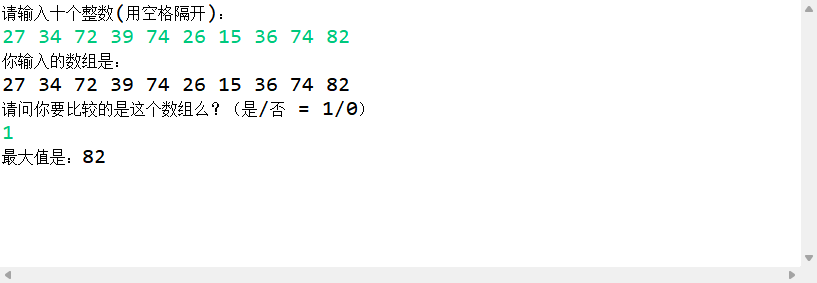 请输入十个整数(用空格隔开)：
27 34 72 39 74 26 15 36 74 82
你输入的数组是：
27 34 72 39 74 26 15 36 74 82
请问你要比较的是这个数组么？（是/否 = 1/0）
1
最大值是：82